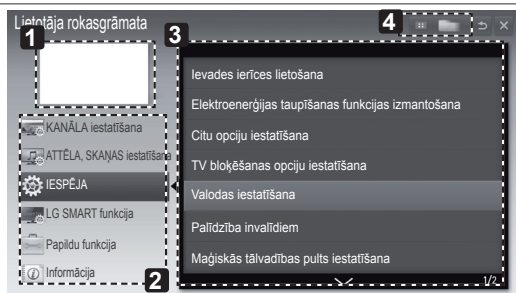 Lietotāja rokasgrāmata
1
3
4
Ievades ierīces lietošana
Elektroenerģijas taupīšanas funkcijas izmantošana
Citu opciju iestatīšana
TV bloķēšanas opciju iestatīšana
Valodas iestatīšana
Palīdzība invalīdiem
Maģiskās tālvadības pults iestatīšana
1/2
KANĀLA iestatīšana
ATTĒLA, SKAŅAS iestatīšana
IESPĒJA
LG SMART funkcija
Papildu funkcija
Informācija
2